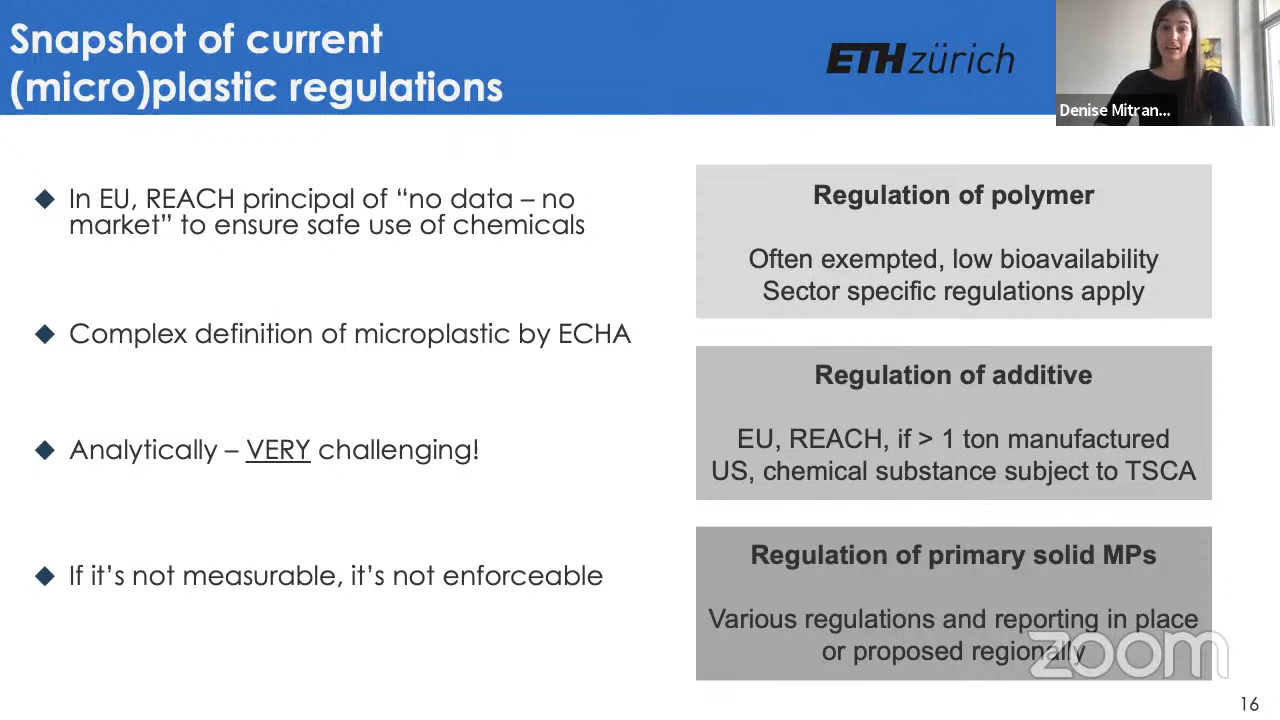 Snapshot of current
(micro)plastic regulations
ETH zürich
Denise Mitran...
In EU, REACH principal of “no data – no
market” to ensure safe use of chemicals
Complex definition of microplastic by ECHA
Analytically – VERY challenging!
If it’s not measurable, it’s not enforceable
Regulation of polymer
Often exempted, low bioavailability
Sector specific regulations apply
Regulation of additive
EU, REACH, if > 1 ton manufactured
US, chemical substance subject to TSCA
Regulation of primary solid MPs
Various regulations and reporting in place
or proposed regionally
zoom
16